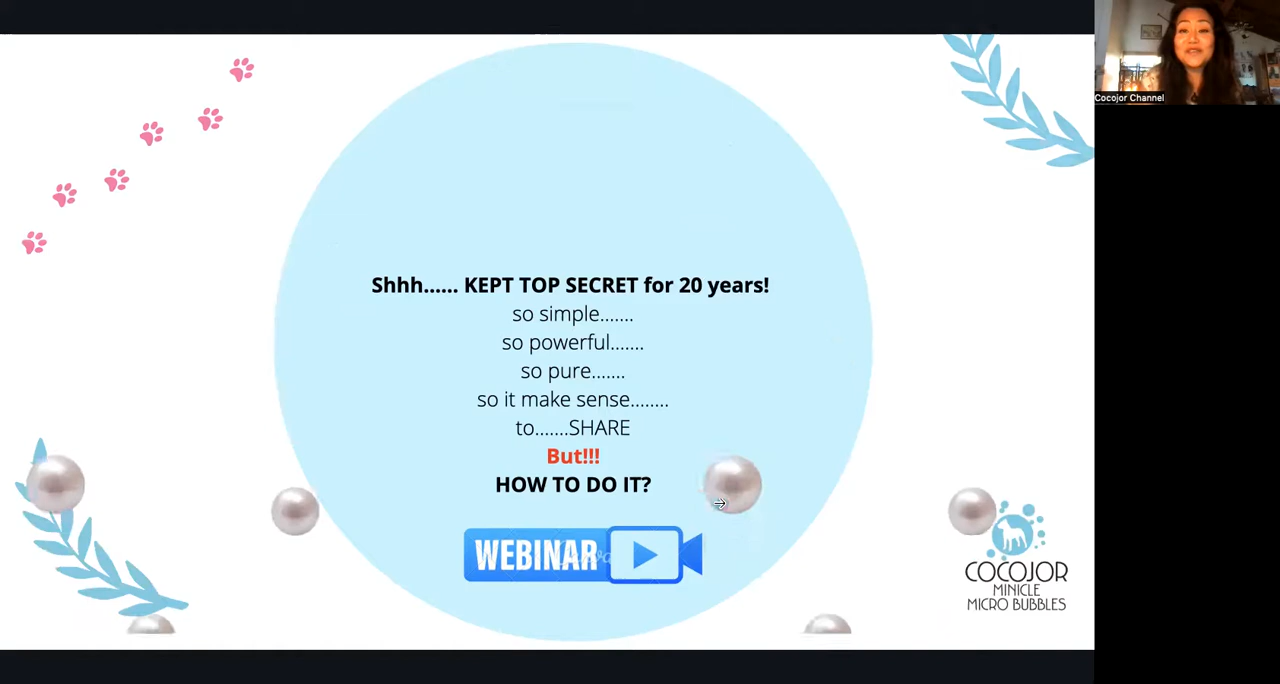 Cocojor Channel
Shhh...... KEPT TOP SECRET for 20 years!
so simple.......
so powerful.......
so pure.......
so it make sense........
to.......SHARE
But!!!
HOW TO DO IT?
WEBINAR
COCOJOR
MINICLE
MICRO BUBBLES